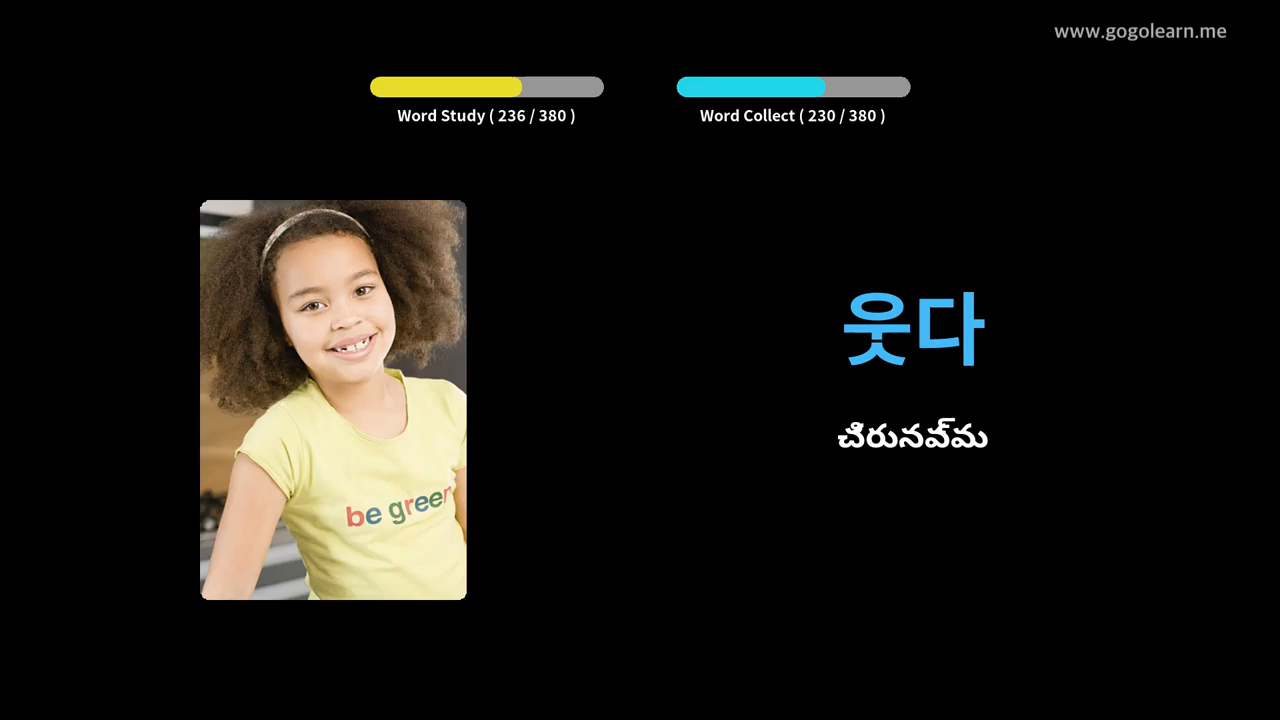 www.gogolearn.me
Word Study ( 236 / 380 )
Word Collect ( 230 / 380 )
웃다
చిరునవ్మ
be green